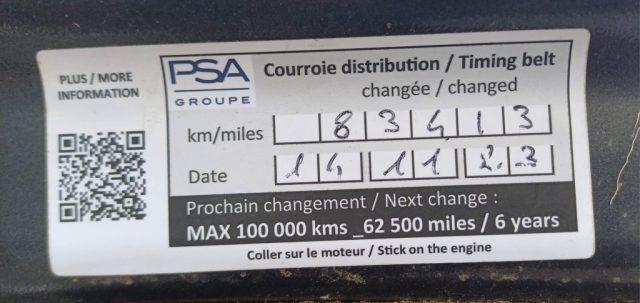 PLUS / MORE
INFORMATION
PSA
GROUPE
Courroie distribution / Timing belt
changée / changed
km/miles 83413
Date 14 11 23
Prochain changement / Next change :
MAX 100 000 kms _62 500 miles / 6 years
Coller sur le moteur / Stick on the engine